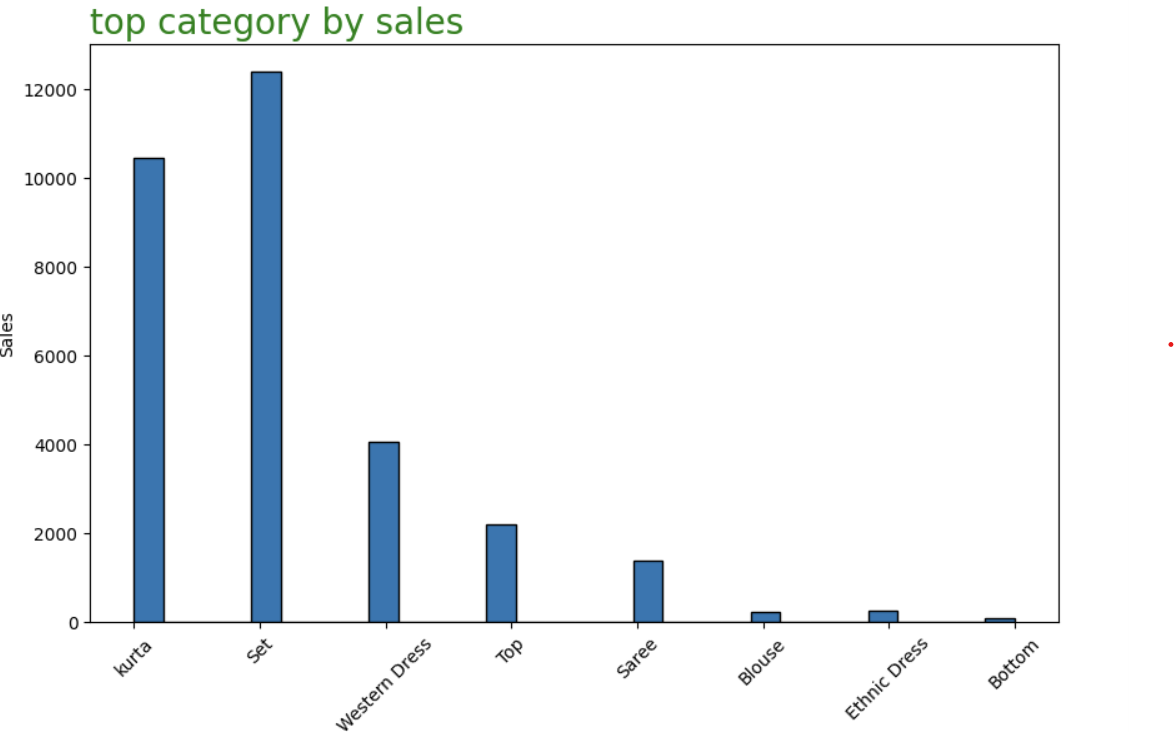 top category by sales
12000
10000
8000
6000
4000
2000
0
Sales
kurta
Set
Western Dress
Top
Saree
Blouse
Ethnic Dress
Bottom